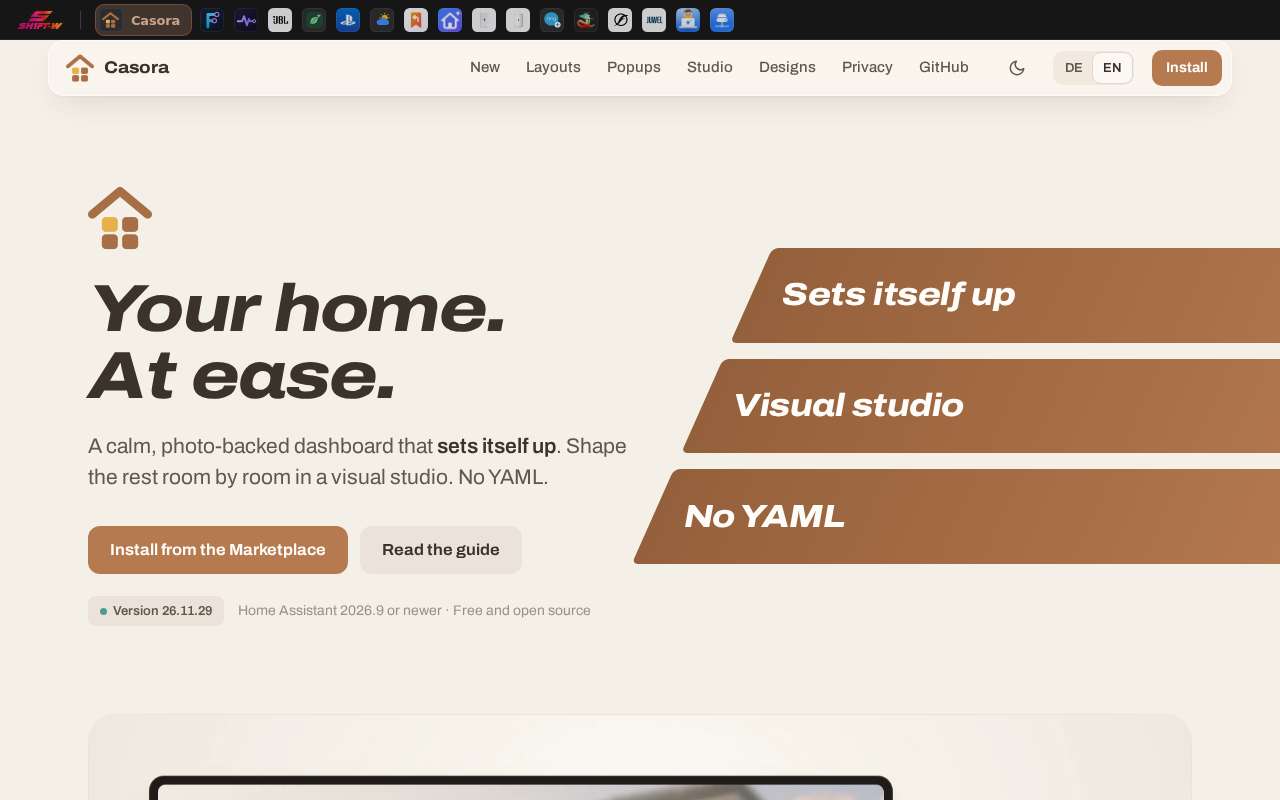 SHIFT-W
Casora
JBL
JUWEL
Casora
New
Layouts
Popups
Studio
Designs
Privacy
GitHub
DE
EN
Install
Your home.
At ease.
A calm, photo-backed dashboard that sets itself up. Shape
the rest room by room in a visual studio. No YAML.
Install from the Marketplace
Read the guide
Version 26.11.29
Home Assistant 2026.9 or newer · Free and open source
Sets itself up
Visual studio
No YAML